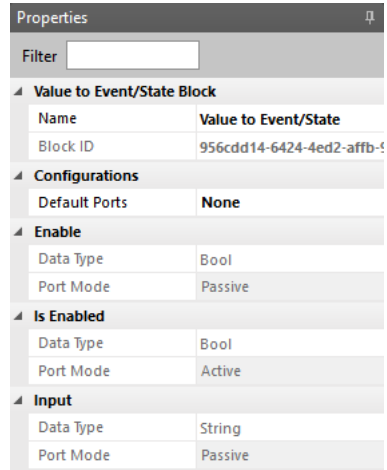 Properties
Filter
Value to Event/State Block
Name Value to Event/State
Block ID 956cdd14-6424-4ed2-affb-9
Configurations
Default Ports None
Enable
Data Type Bool
Port Mode Passive
Is Enabled
Data Type Bool
Port Mode Active
Input
Data Type String
Port Mode Passive